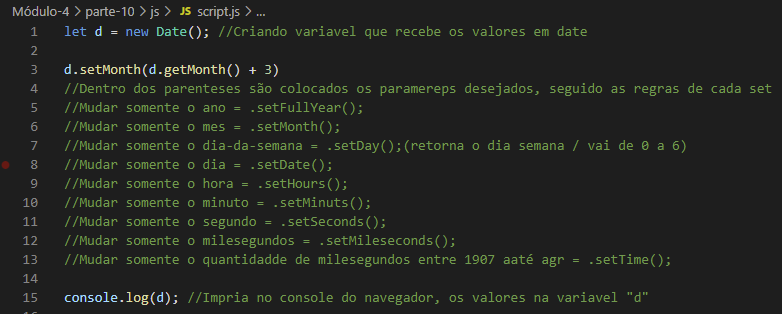 Módulo-4 > parte-10 > js > JS script.js > ...
1 let d = new Date(); //Criando variavel que recebe os valores em date
2
3 d.setMonth(d.getMonth() + 3)
4 //Dentro dos parenteses são colocados os paramereps desejados, seguido as regras de cada set
5 //Mudar somente o ano = .setFullYear();
6 //Mudar somente o mes = .setMonth();
7 //Mudar somente o dia-da-semana = .setDay();(retorna o dia semana / vai de 0 a 6)
8 //Mudar somente o dia = .setDate();
9 //Mudar somente o hora = .setHours();
10 //Mudar somente o minuto = .setMinuts();
11 //Mudar somente o segundo = .setSeconds();
12 //Mudar somente o milesegundos = .setMileseconds();
13 //Mudar somente o quantidadde de milesegundos entre 1907 aaté agr = .setTime();
14
15 console.log(d); //Impria no console do navegador, os valores na variavel "d"